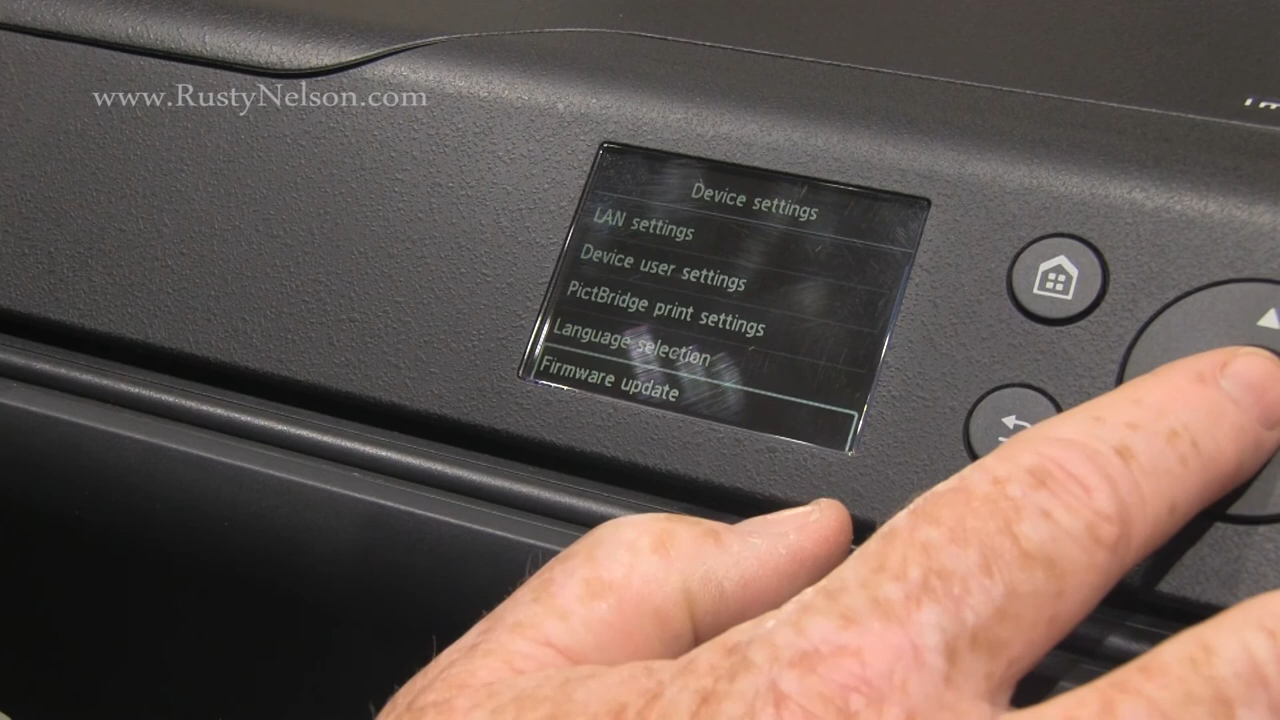 www.RustyNelson.com
Device settings
LAN settings
Device user settings
PictBridge print settings
Language selection
Firmware update